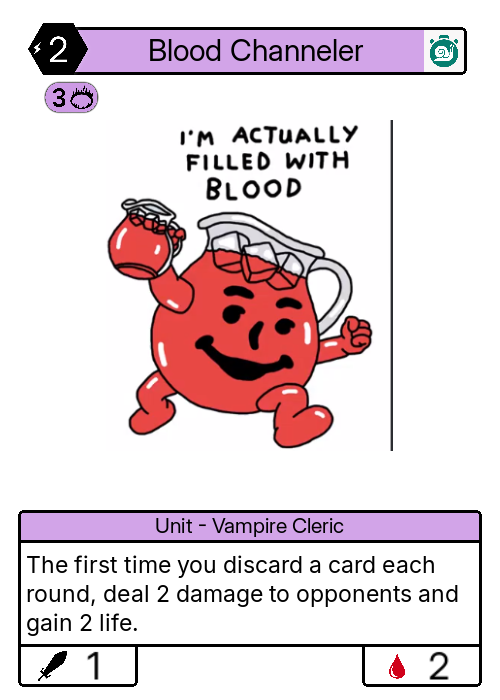 2
Blood Channeler
3
I'M ACTUALLY
FILLED WITH
BLOOD
Unit - Vampire Cleric
The first time you discard a card each
round, deal 2 damage to opponents and
gain 2 life.
1
2